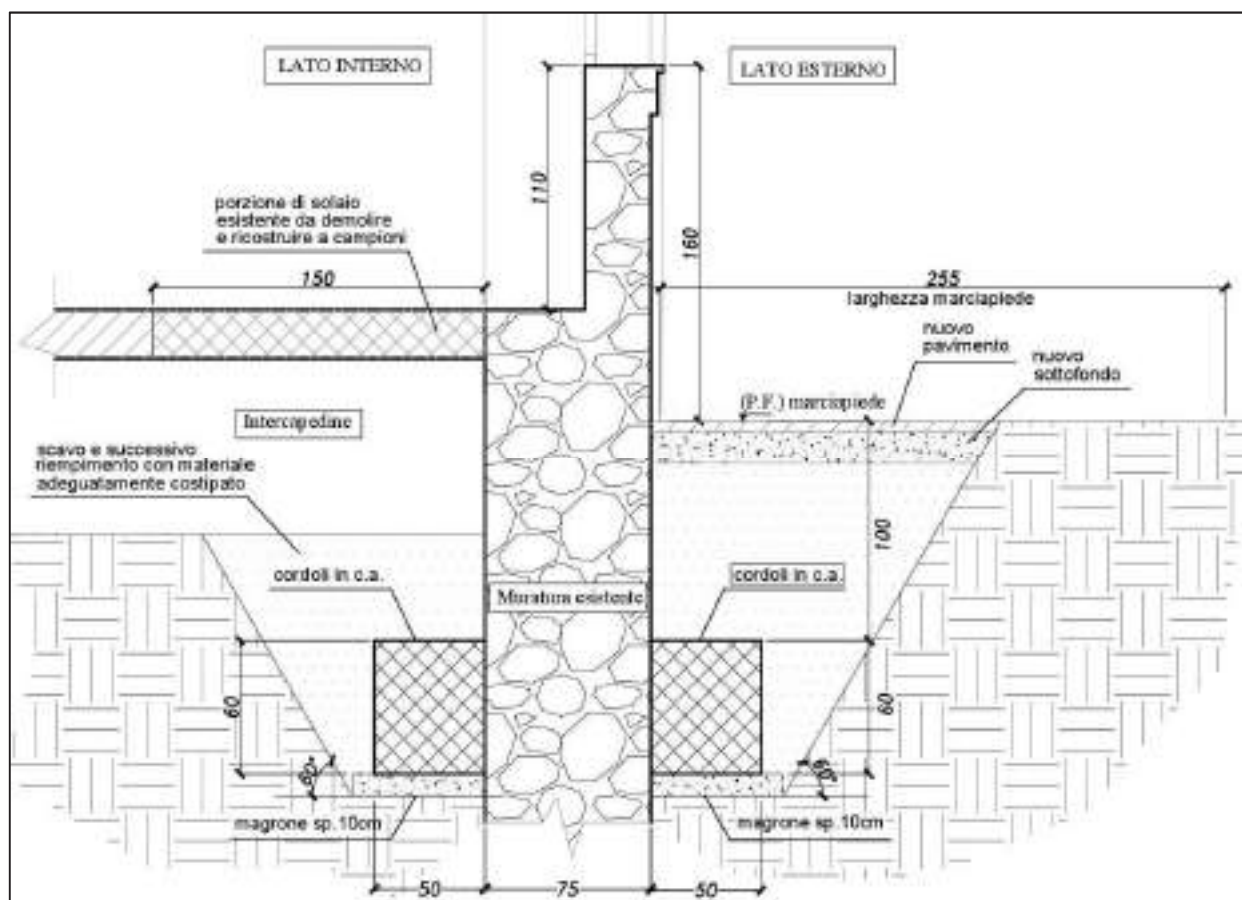 LATO INTERNO
LATO ESTERNO
110
160
porzione di solaio
esistente da demolire
e ricostruire a campioni
150
255
larghezza marciapiede
nuovo
pavimento
nuovo
sottofondo
(P.F.) marciapiede
Intercapedine
scavo e successivo
riempimento con materiale
adeguatamente costipato
100
cordoli in c.a.
Muratura esistente
cordoli in c.a.
60
60
60°
60°
magrone sp.10cm
magrone sp.10cm
50
75
50